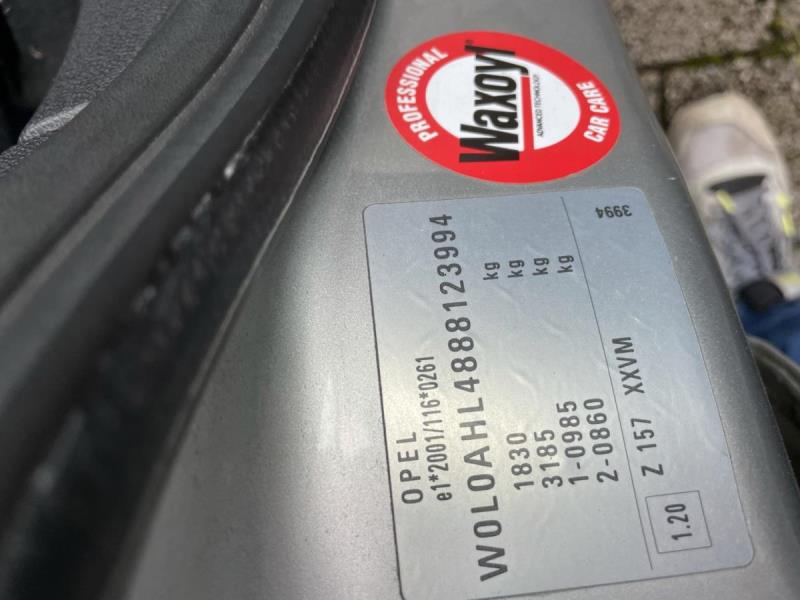 PROFESSIONAL
Waxoyl®
ADVANCED TECHNOLOGY
CAR CARE
OPEL
e1*2001/116*0261
W0L0AHL4888123994
1830 kg
3185 kg
1-0985 kg
2-0860 kg
Z 157 XXVM
3994
1.20